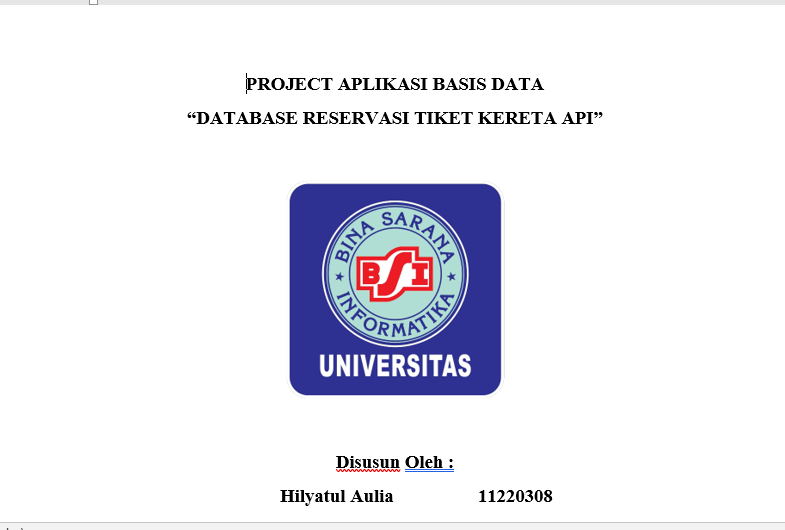 PROJECT APLIKASI BASIS DATA
“DATABASE RESERVASI TIKET KERETA API”
BINA SARANA
BSI
INFORMATIKA
UNIVERSITAS
Disusun Oleh :
Hilyatul Aulia 11220308